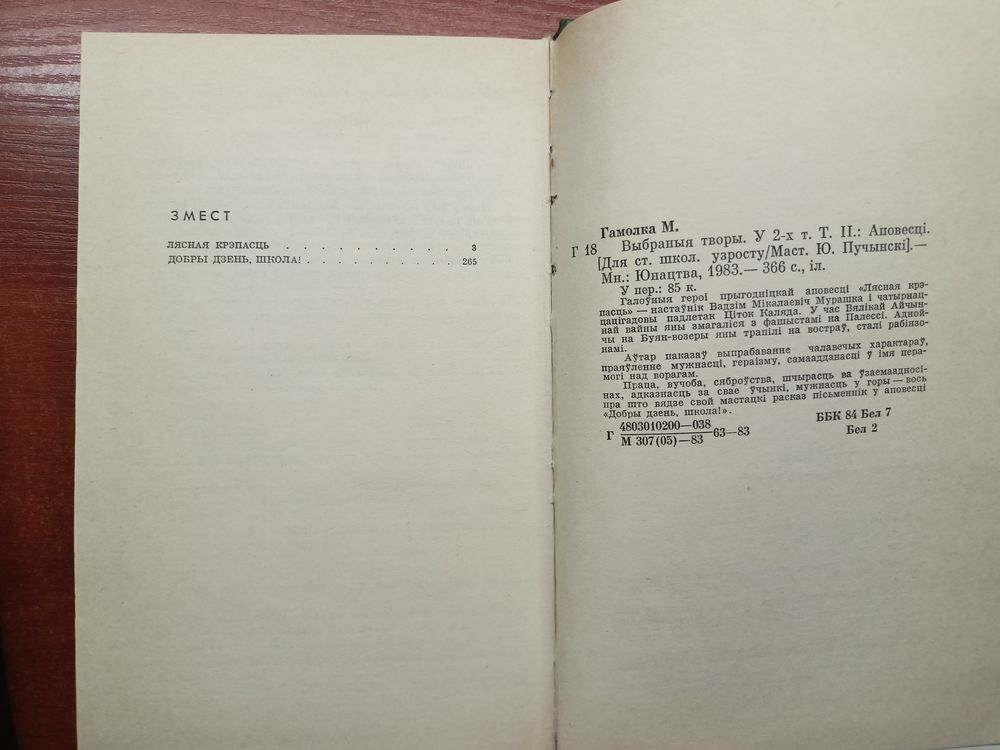 ЗМЕСТ
ЛЯСНАЯ КРЭПАСЦЬ . . . . . . . . . . 3
ДОБРЫ ДЗЕНЬ, ШКОЛА! . . . . . . . . . . 265
Гамолка М.
Г 18 Выбраныя творы. У 2-х т. Т. II.: Аповесці.
[Для ст. школ. узросту/Маст. Ю. Пучынскі].—
Мн.: Юнацтва, 1983.— 366 с., іл.
У пер.: 85 к.
Галоўныя героі прыгодніцкай аповесці «Лясная крэ-
пасць» — настаўнік Вадзім Мікалаевіч Мурашка і чатырнац-
цацігадовы падлетак Ціток Каляда. У час Вялікай Айчын-
най вайны яны змагаліся з фашыстамі на Палессі. Адной-
чы на Буян-возеры яны трапілі на востраў, сталі рабінзо-
намі.
Аўтар паказаў выпрабаванне чалавечых характараў,
праяўленне мужнасці, гераізму, самаадданасці ў імя пера-
могі над ворагам.
Праца, вучоба, сяброўства, шчырасць ва ўзаемааднось-
нах, адказнасць за свае ўчынкі, мужнасць у горы — вось
пра што вядзе свой мастацкі расказ пісьменнік у аповесці
«Добры дзень, школа!».
Г 4803010200—038 63—83
М 307(05)—83
ББК 84 Бел 7
Бел 2